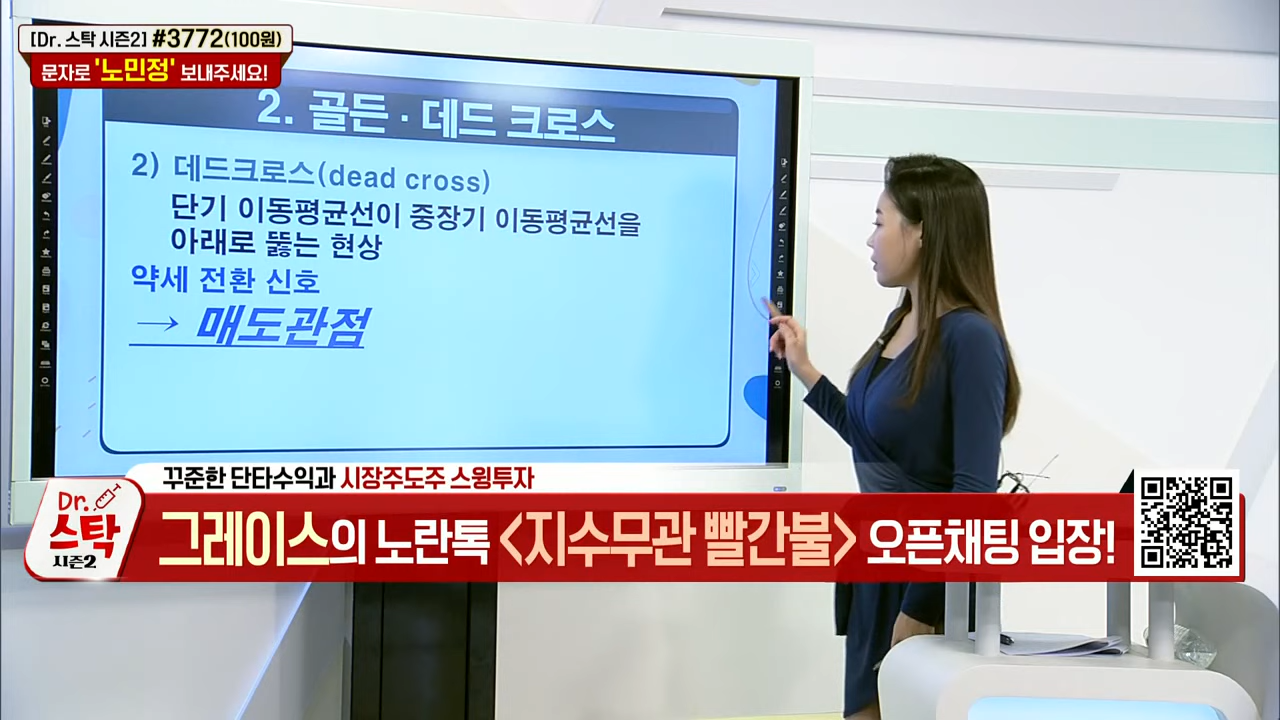 [Dr. 스탁 시즌2] #3772(100원)
문자로 '노민정' 보내주세요!
2. 골든·데드 크로스
2) 데드크로스(dead cross)
단기 이동평균선이 중장기 이동평균선을
아래로 뚫는 현상
약세 전환 신호
→ 매도관점
꾸준한 단타수익과 시장주도주 스윙투자
Dr.
스탁
시즌2
그레이스의 노란톡 <지수무관 빨간불> 오픈채팅 입장!